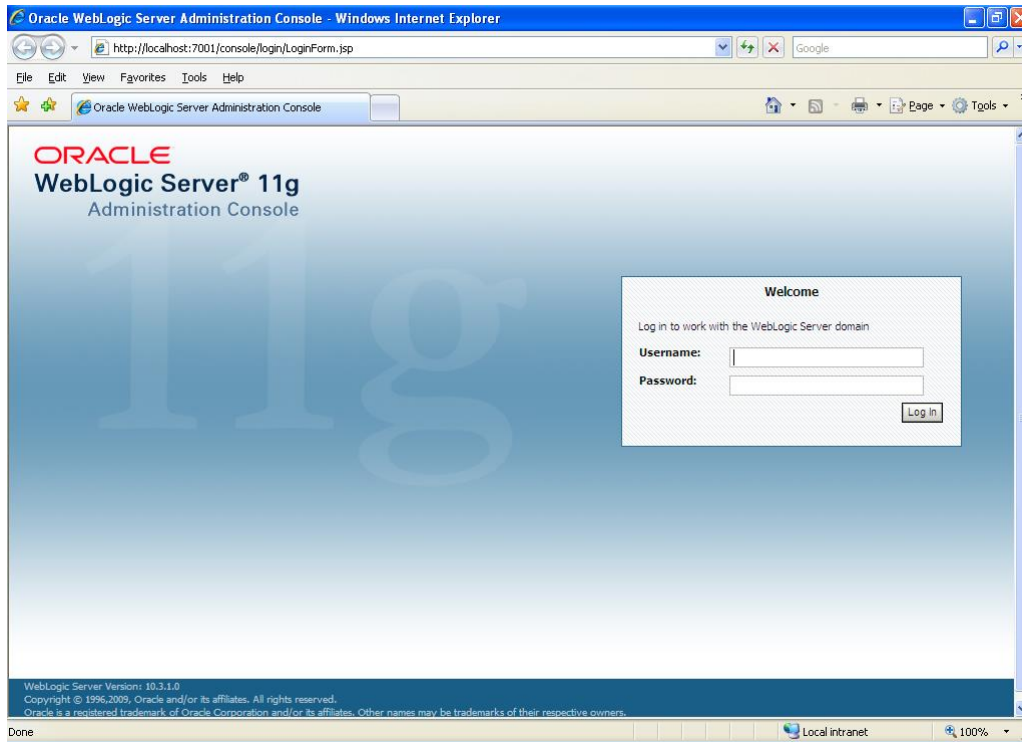 Oracle WebLogic Server Administration Console - Windows Internet Explorer
http://localhost:7001/console/login/LoginForm.jsp
Google
File Edit View Favorites Tools Help
Oracle WebLogic Server Administration Console
Page Tools
ORACLE
WebLogic Server® 11g
Administration Console
11g
Welcome
Log in to work with the WebLogic Server domain
Username:
Password:
Log In
WebLogic Server Version: 10.3.1.0
Copyright © 1996,2009, Oracle and/or its affiliates. All rights reserved.
Oracle is a registered trademark of Oracle Corporation and/or its affiliates. Other names may be trademarks of their respective owners.
Done
Local intranet
100%